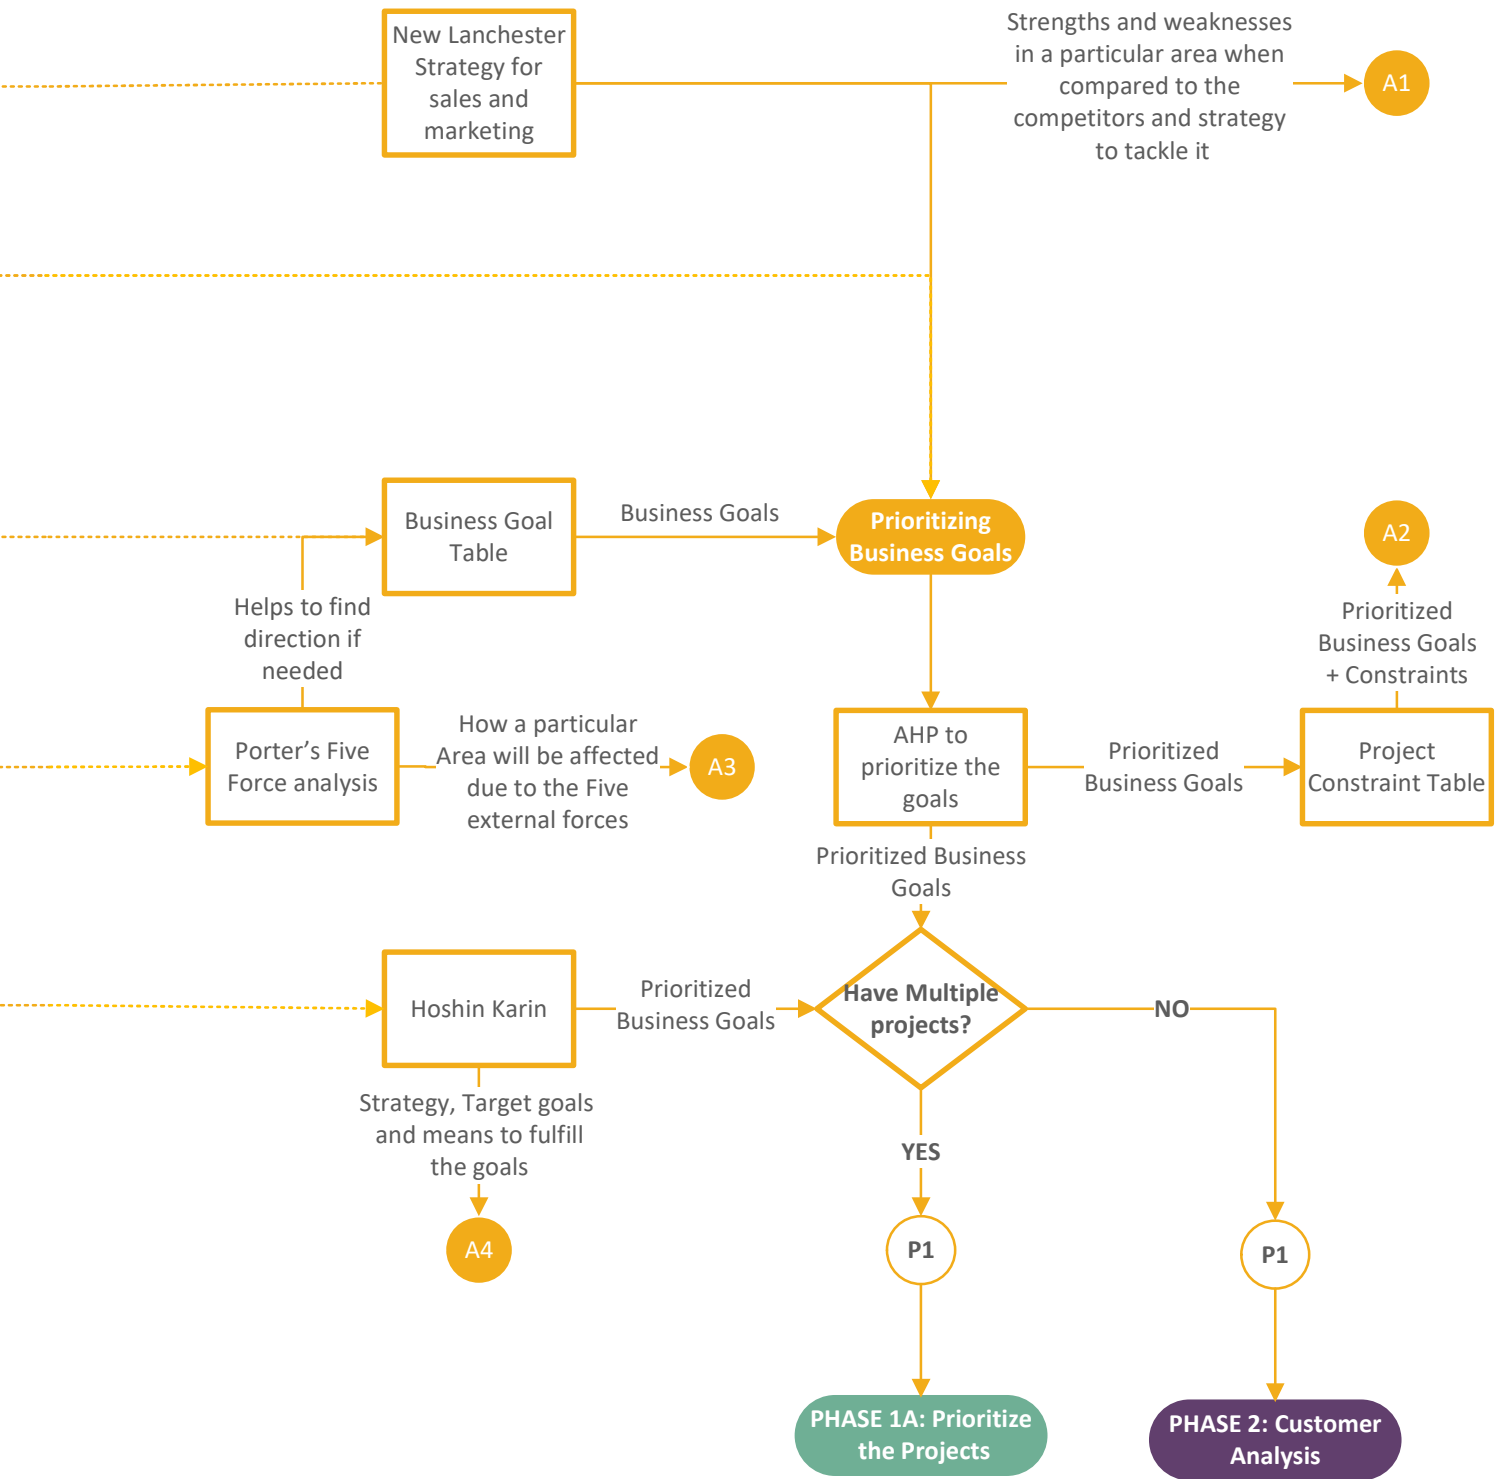 New Lanchester
Strategy for
sales and
marketing
Strengths and weaknesses
in a particular area when
compared to the
competitors and strategy
to tackle it
A1
Business Goal
Table
Business Goals
Prioritizing
Business Goals
A2
Helps to find
direction if
needed
Prioritized
Business Goals
+ Constraints
Porter’s Five
Force analysis
How a particular
Area will be affected
due to the Five
external forces
A3
AHP to
prioritize the
goals
Prioritized
Business Goals
Project
Constraint Table
Prioritized Business
Goals
Hoshin Karin
Prioritized
Business Goals
Have Multiple
projects?
NO
Strategy, Target goals
and means to fulfill
the goals
YES
A4
P1
P1
PHASE 1A: Prioritize
the Projects
PHASE 2: Customer
Analysis